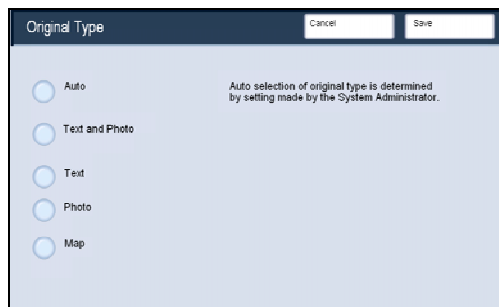 Original Type
Cancel
Save
Auto
Auto selection of original type is determined
by setting made by the System Administrator.
Text and Photo
Text
Photo
Map